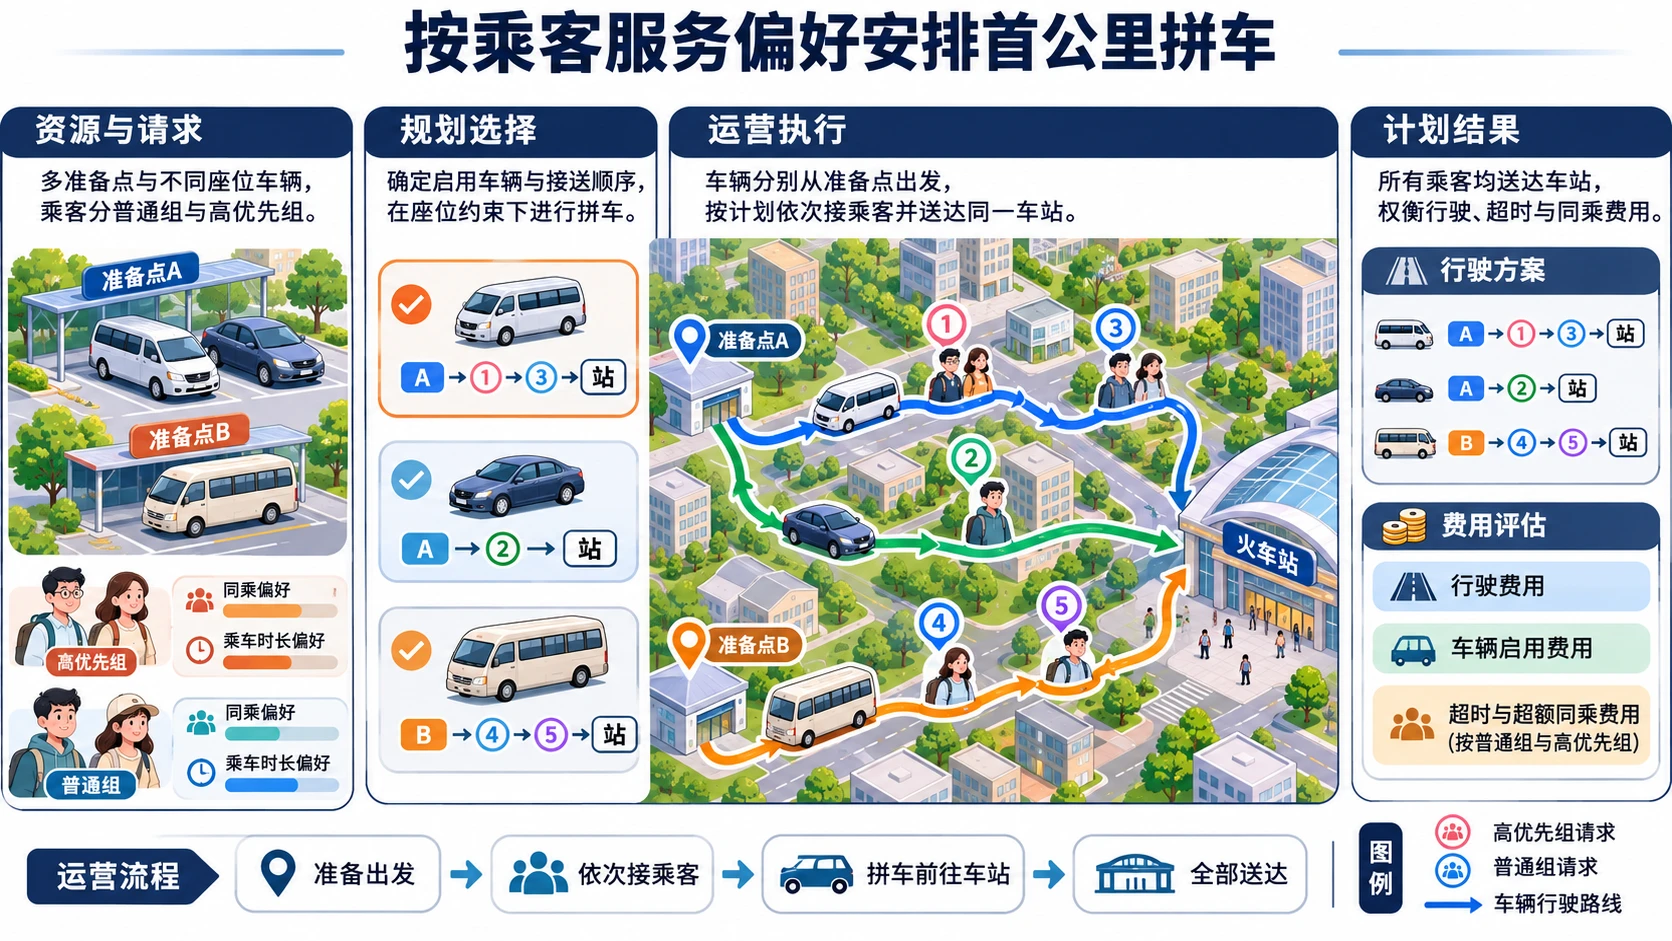 按乘客服务偏好安排首公里拼车
资源与请求
多准备点与不同座位车辆，
乘客分普通组与高优先组。
准备点A
准备点B
高优先组
同乘偏好
乘车时长偏好
普通组
同乘偏好
乘车时长偏好
规划选择
确定启用车辆与接送顺序，
在座位约束下进行拼车。
A 1 3 站
A 2 站
B 4 5 站
运营执行
车辆分别从准备点出发，
按计划依次接乘客并送达同一车站。
准备点A
1
3
2
火车站
准备点B
4
5
计划结果
所有乘客均送达车站，
权衡行驶、超时与同乘费用。
行驶方案
A 1 3 站
A 2 站
B 4 5 站
费用评估
行驶费用
车辆启用费用
超时与超额同乘费用
(按普通组与高优先组)
运营流程
准备出发
依次接乘客
拼车前往车站
全部送达
图例
高优先组请求
普通组请求
车辆行驶路线